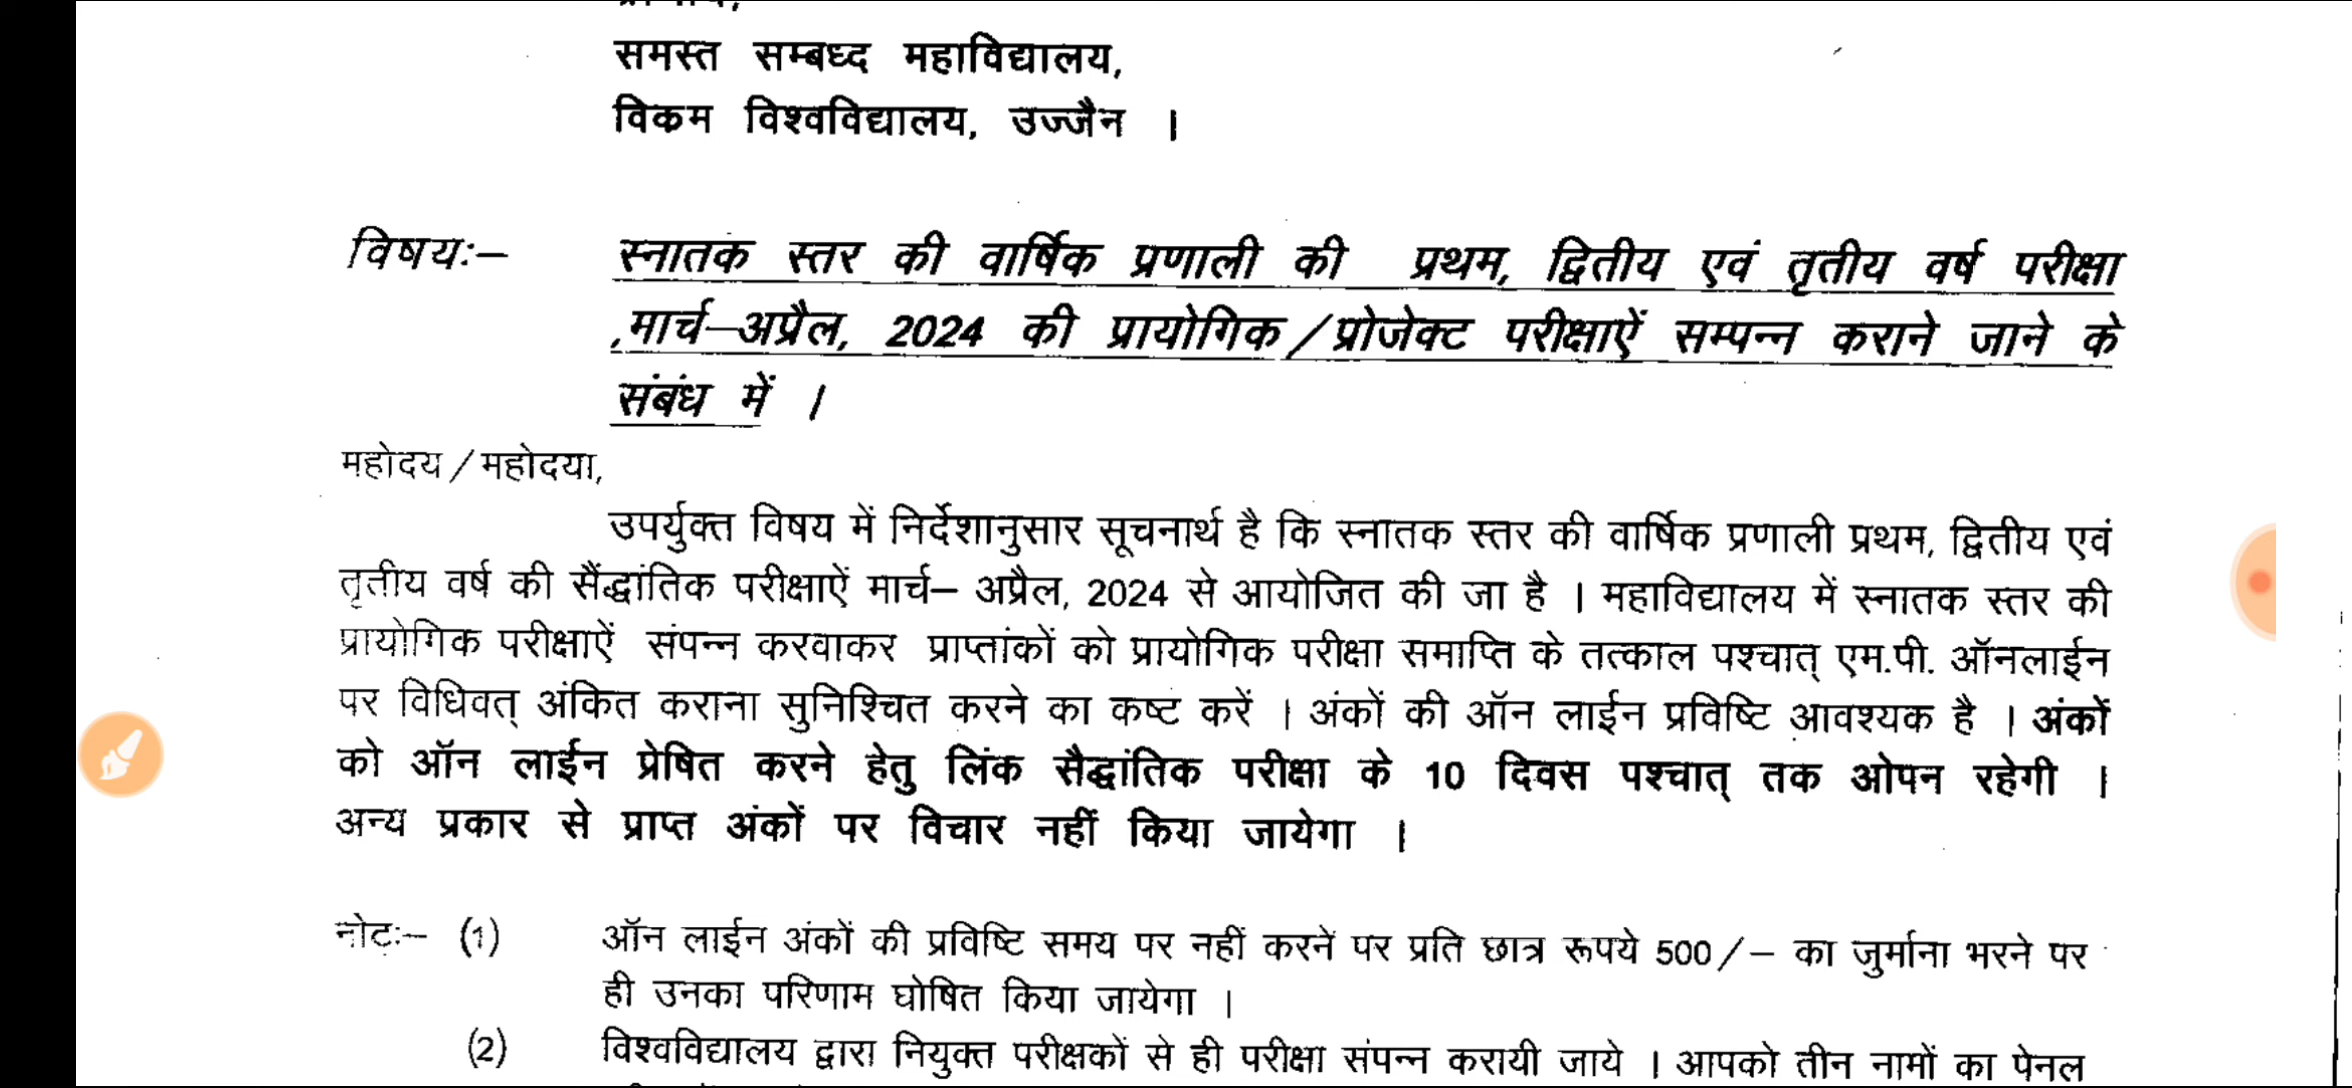 समस्त सम्बध्द महाविद्यालय,
विकम विश्वविद्यालय, उज्जैन ।
विषयः– स्नातक स्तर की वार्षिक प्रणाली की प्रथम, द्वितीय एवं तृतीय वर्ष परीक्षा
,मार्च–अप्रैल, 2024 की प्रायोगिक/प्रोजेक्ट परीक्षाऐं सम्पन्न कराने जाने के
संबंध में ।
महोदय/महोदया,
उपर्युक्त विषय में निर्देशानुसार सूचनार्थ है कि स्नातक स्तर की वार्षिक प्रणाली प्रथम, द्वितीय एवं
तृतीय वर्ष की सैंद्धांतिक परीक्षाऐं मार्च– अप्रैल, 2024 से आयोजित की जा है । महाविद्यालय में स्नातक स्तर की
प्रायोगिक परीक्षाऐं संपन्न करवाकर प्राप्तांकों को प्रायोगिक परीक्षा समाप्ति के तत्काल पश्चात् एम.पी. ऑनलाईन
पर विधिवत् अंकित कराना सुनिश्चित करने का कष्ट करें । अंकों की ऑन लाईन प्रविष्टि आवश्यक है । अंकों
को ऑन लाईन प्रेषित करने हेतु लिंक सैद्धांतिक परीक्षा के 10 दिवस पश्चात् तक ओपन रहेगी ।
अन्य प्रकार से प्राप्त अंकों पर विचार नहीं किया जायेगा ।
नोटः– (1) ऑन लाईन अंकों की प्रविष्टि समय पर नहीं करने पर प्रति छात्र रूपये 500/– का जुर्माना भरने पर
ही उनका परिणाम घोषित किया जायेगा ।
(2) विश्वविद्यालय द्वारा नियुक्त परीक्षकों से ही परीक्षा संपन्न करायी जाये । आपको तीन नामों का पेनल